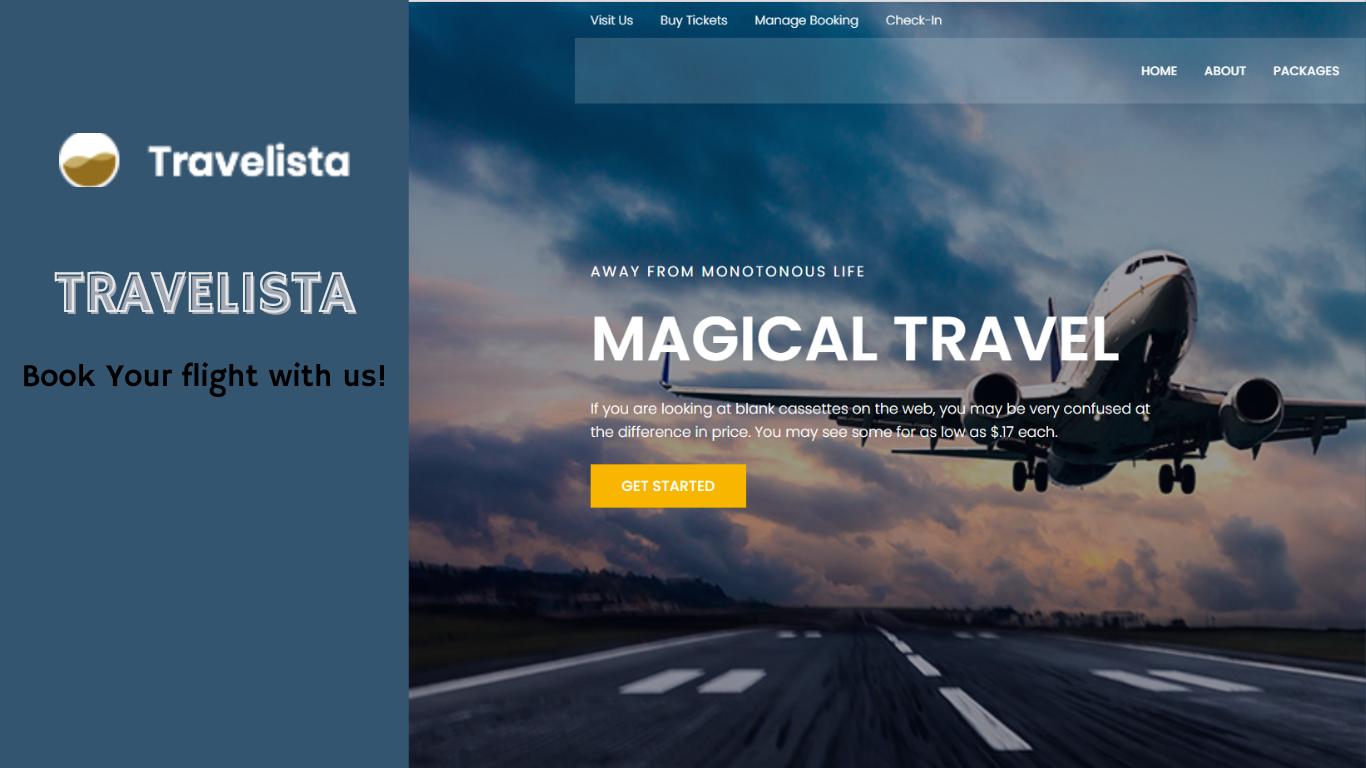 Travelista
TRAVELISTA
Book Your flight with us!
Visit Us Buy Tickets Manage Booking Check-In
HOME ABOUT PACKAGES
AWAY FROM MONOTONOUS LIFE
MAGICAL TRAVEL
If you are looking at blank cassettes on the web, you may be very confused at
the difference in price. You may see some for as low as $.17 each.
GET STARTED